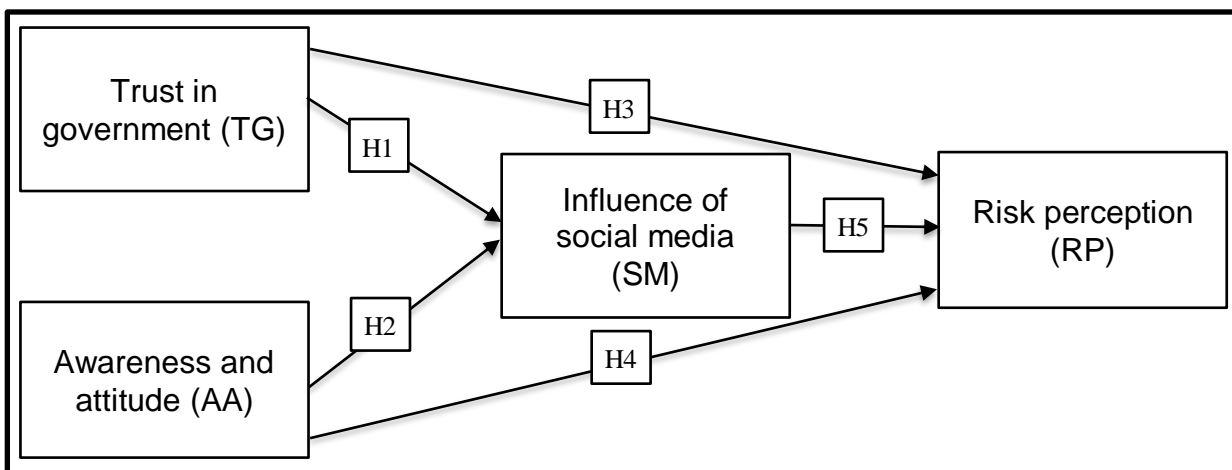 Trust in
government (TG)
H3
H1
Influence of
social media
(SM)
H5
Risk perception
(RP)
H2
H4
Awareness and
attitude (AA)